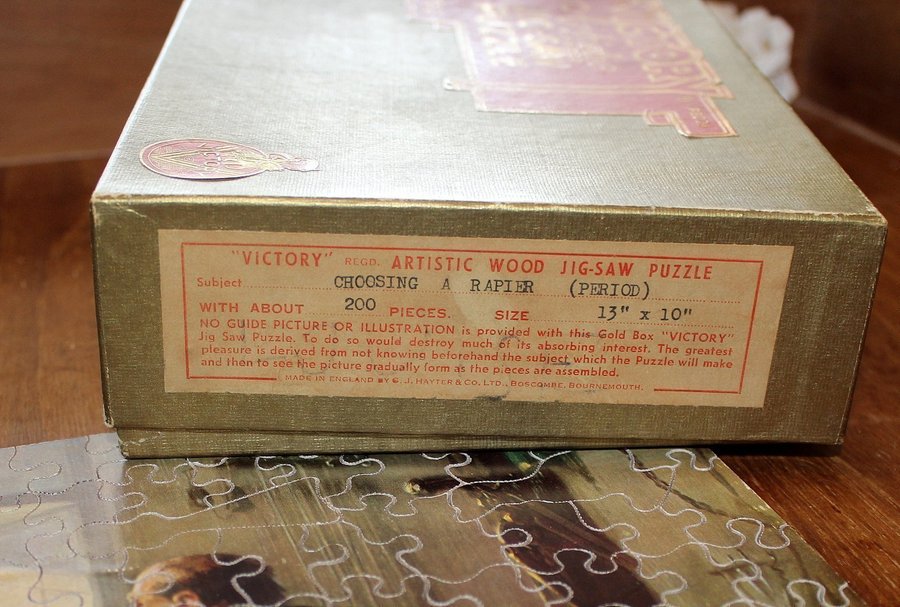 "VICTORY" REGD. ARTISTIC WOOD JIG-SAW PUZZLE
Subject CHOOSING A RAPIER (PERIOD)
WITH ABOUT 200 PIECES. SIZE 13" x 10"
NO GUIDE PICTURE OR ILLUSTRATION is provided with this Gold Box "VICTORY"
Jig Saw Puzzle. To do so would destroy much of its absorbing interest. The greatest
pleasure is derived from not knowing beforehand the subject which the Puzzle will make
and then to see the picture gradually form as the pieces are assembled.
MADE IN ENGLAND BY G. J. HAYTER & CO. LTD., BOSCOMBE, BOURNEMOUTH.